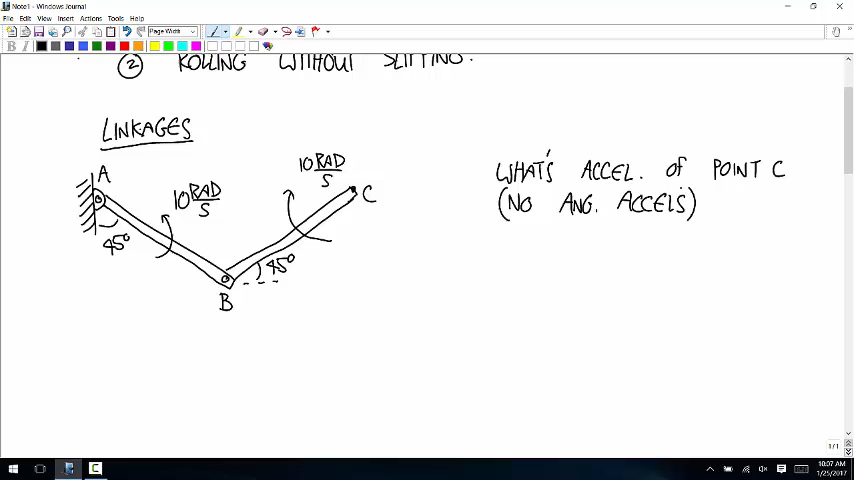 Note1 - Windows Journal
File Edit View Insert Actions Tools Help
Page Width
② ROLLING WITHOUT SLIPPING.
LINKAGES
A
45°
10 RAD/S
B
45°
10 RAD/S
C
WHAT'S ACCEL. OF POINT C
(NO ANG. ACCELS)
1/1
10:07 AM
1/25/2017